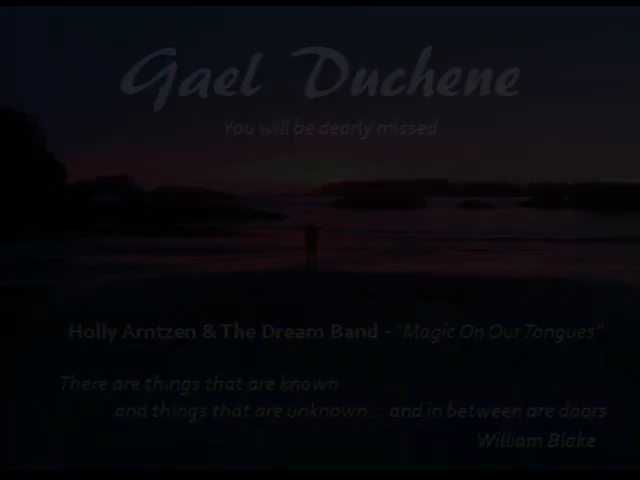 Gael Duchene
You will be dearly missed
Holly Arntzen & The Dream Band - "Magic On Our Tongues"
There are things that are known
and things that are unknown... and in between are doors
William Blake